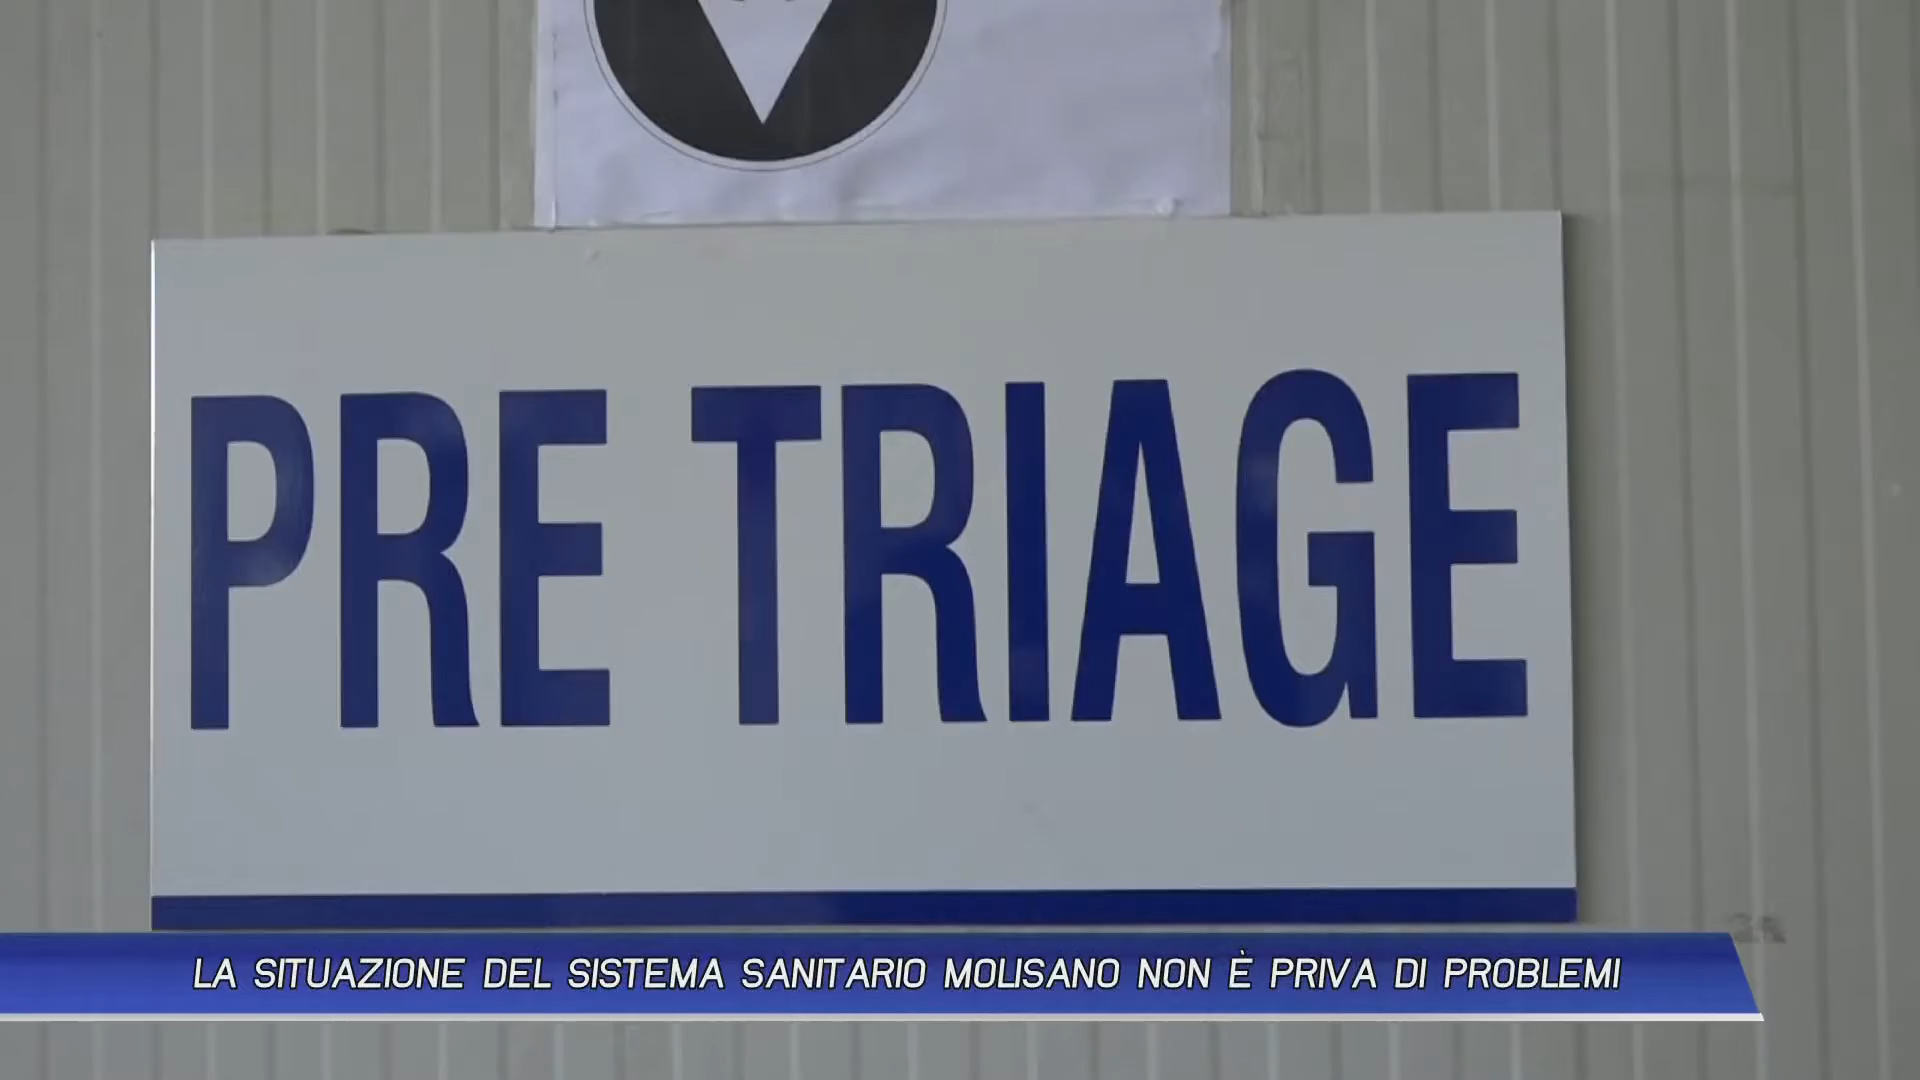 PRE TRIAGE
LA SITUAZIONE DEL SISTEMA SANITARIO MOLISANO NON È PRIVA DI PROBLEMI